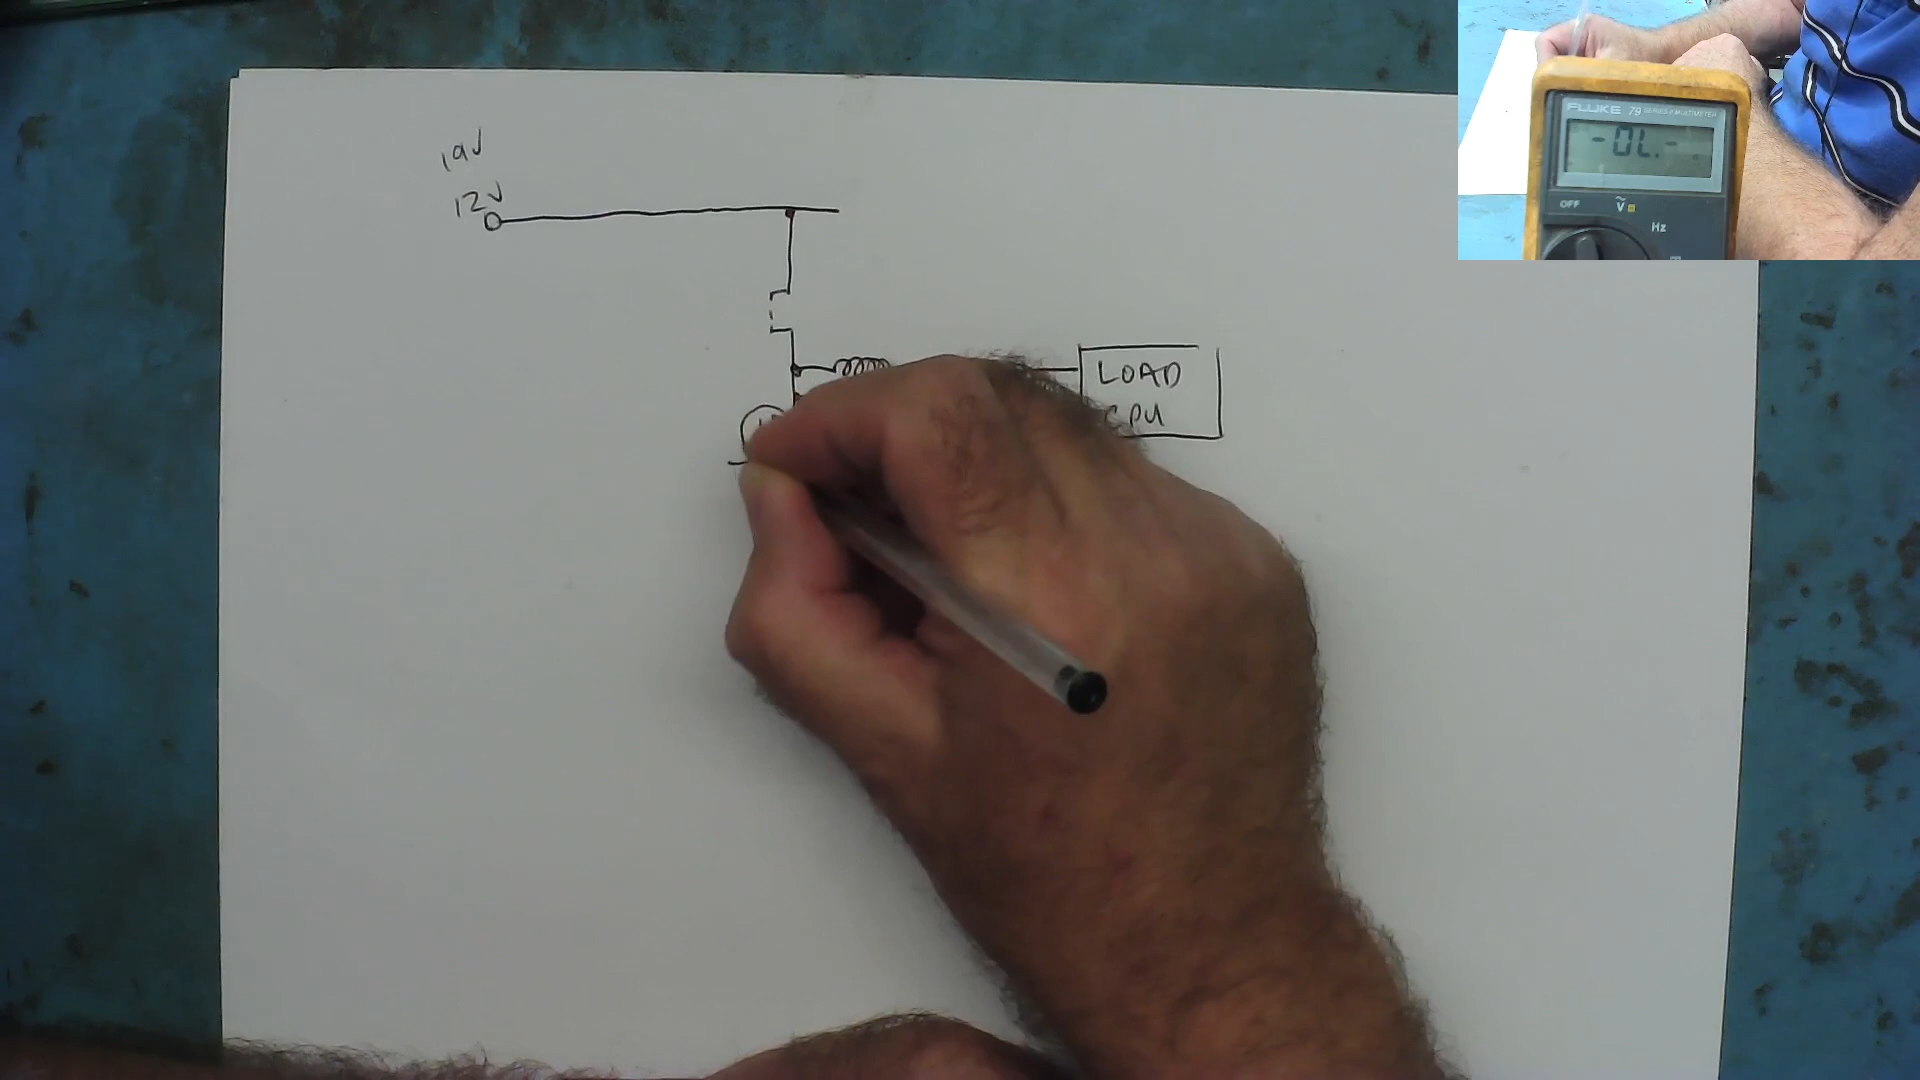 19V
12V
LOAD
CPU
FLUKE 79 SERIES II MULTIMETER
-OL.-
OFF
V
Hz